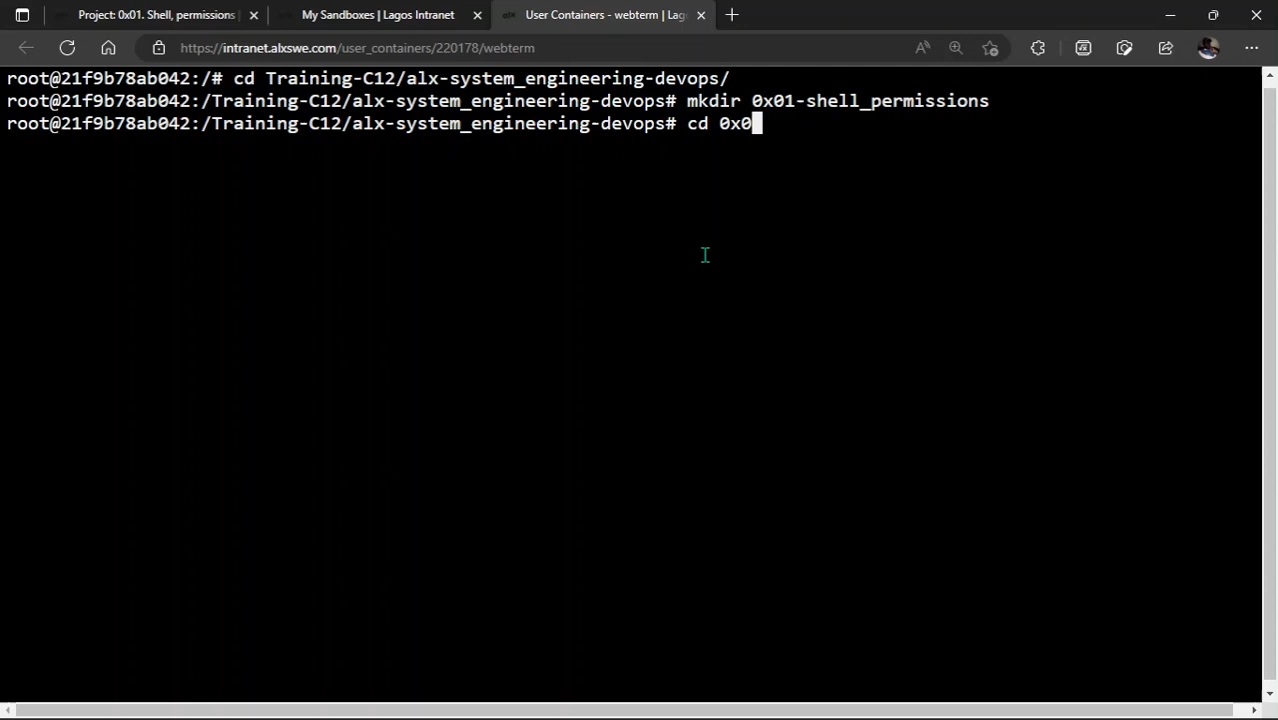 Project: 0x01. Shell, permissions
My Sandboxes | Lagos Intranet
User Containers - webterm | Lag
https://intranet.alxswe.com/user_containers/220178/webterm
root@21f9b78ab042:/# cd Training-C12/alx-system_engineering-devops/
root@21f9b78ab042:/Training-C12/alx-system_engineering-devops# mkdir 0x01-shell_permissions
root@21f9b78ab042:/Training-C12/alx-system_engineering-devops# cd 0x0